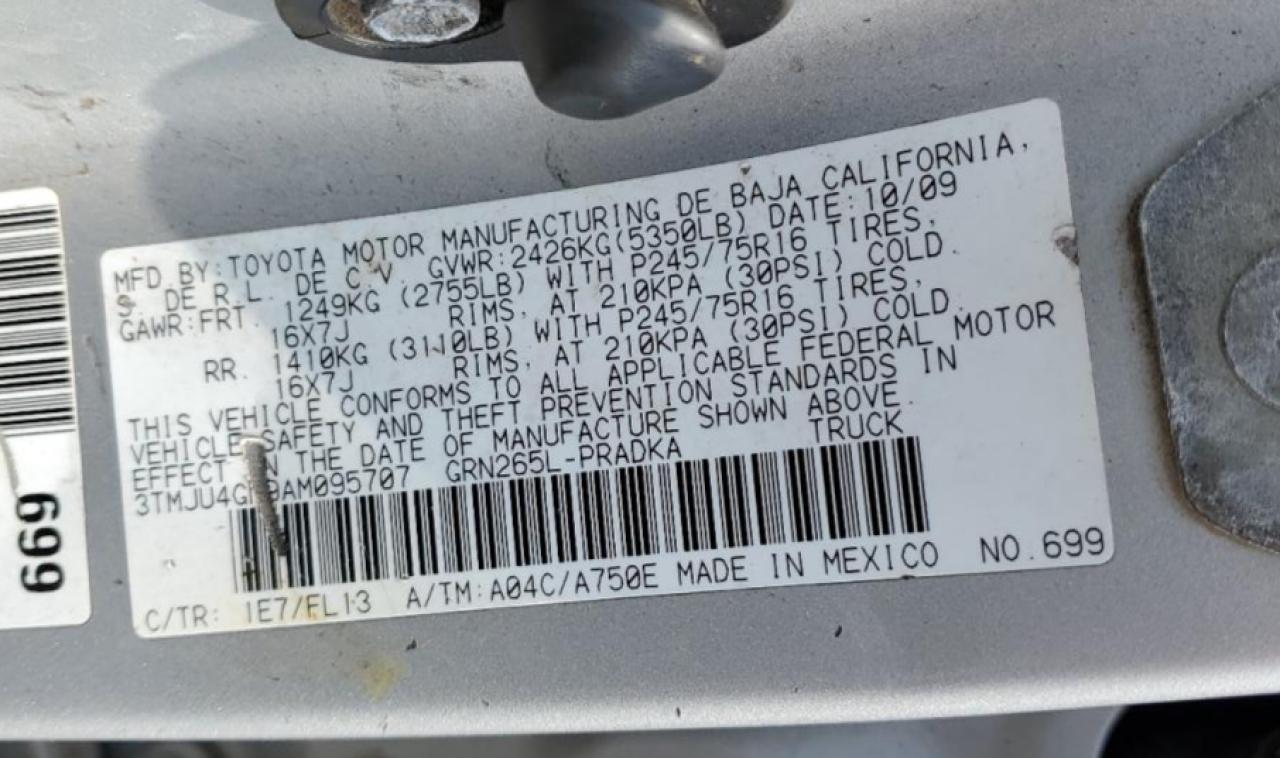 MFD. BY:TOYOTA MOTOR MANUFACTURING DE BAJA CALIFORNIA,
S. DE R.L. DE C.V. GVWR:2426KG(5350LB) DATE:10/09
GAWR:FRT. 1249KG (2755LB) WITH P245/75R16 TIRES,
16X7J RIMS, AT 210KPA (30PSI) COLD.
RR. 1410KG (3110LB) WITH P245/75R16 TIRES,
16X7J RIMS, AT 210KPA (30PSI) COLD.
THIS VEHICLE CONFORMS TO ALL APPLICABLE FEDERAL MOTOR
VEHICLE SAFETY AND THEFT PREVENTION STANDARDS IN
EFFECT ON THE DATE OF MANUFACTURE SHOWN ABOVE.
GRN265L-PRADKA TRUCK
C/TR: 1E7/FL13 A/TM:A04C/A750E MADE IN MEXICO NO.699
699